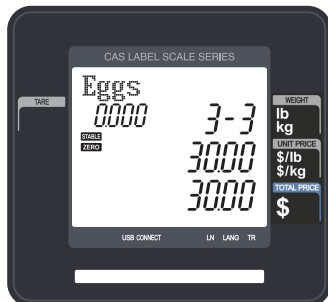 CAS LABEL SCALE SERIES
Eggs
TARE
0.000
3-3
WEIGHT
lb
kg
STABLE
ZERO
30.00
UNIT PRICE
$/lb
$/kg
30.00
TOTAL PRICE
$
USB CONNECT LN LANG TR